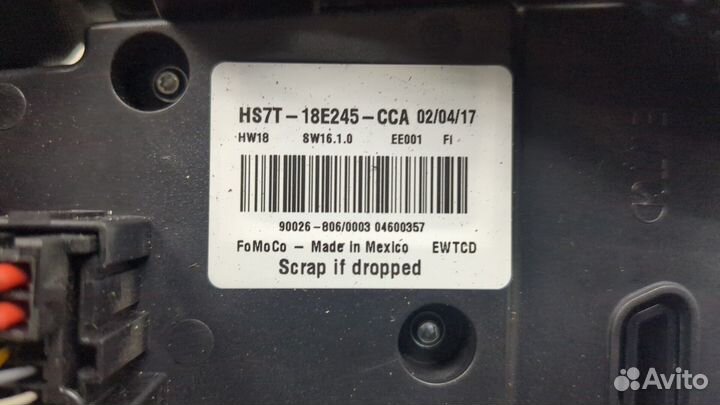 HS7T-18E245-CCA 02/04/17
HW18 SW16.1.0 EE001 FI
90026-806/0003 04600357
FoMoCo - Made in Mexico EWTCD
Scrap if dropped
Avito